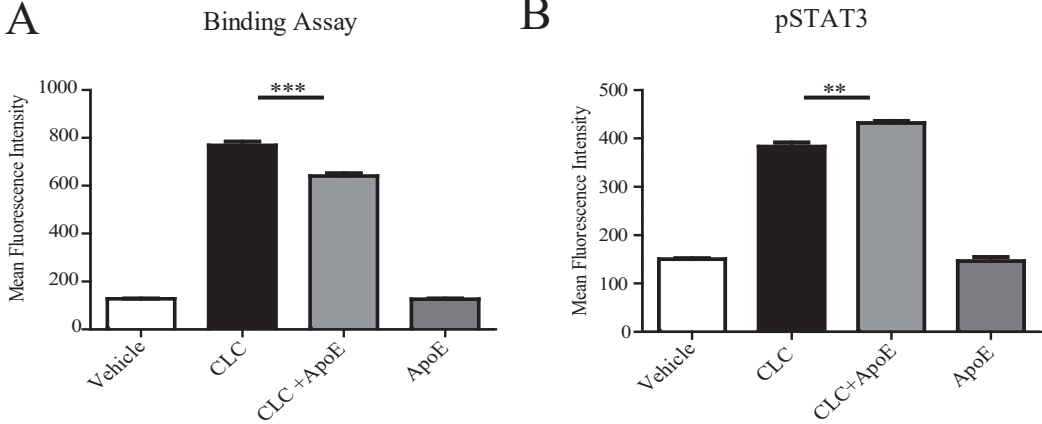 A
Binding Assay
Mean Fluorescence Intensity
1000
800
600
400
200
0
***
Vehicle
CLC
CLC +ApoE
ApoE
B
pSTAT3
Mean Fluorescence Intensity
500
400
300
200
100
0
**
Vehicle
CLC
CLC+ApoE
ApoE